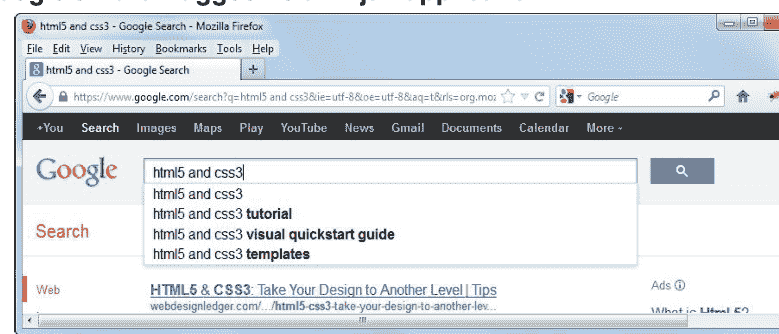 html5 and css3 - Google Search - Mozilla Firefox
File Edit View History Bookmarks Tools Help
html5 and css3 - Google Search +
https://www.google.com/search?q=html5 and css3&ie=utf-8&oe=utf-8&aq=t&rls=org.moz Google
+You Search Images Maps Play YouTube News Gmail Documents Calendar More
Google html5 and css3
html5 and css3
html5 and css3 tutorial
Search
html5 and css3 visual quickstart guide
html5 and css3 templates
Web HTML5 & CSS3: Take Your Design to Another Level | Tips Ads
webdesignledger.com/.../html5-css3-take-your-design-to-another-lev...
What is Html 5?